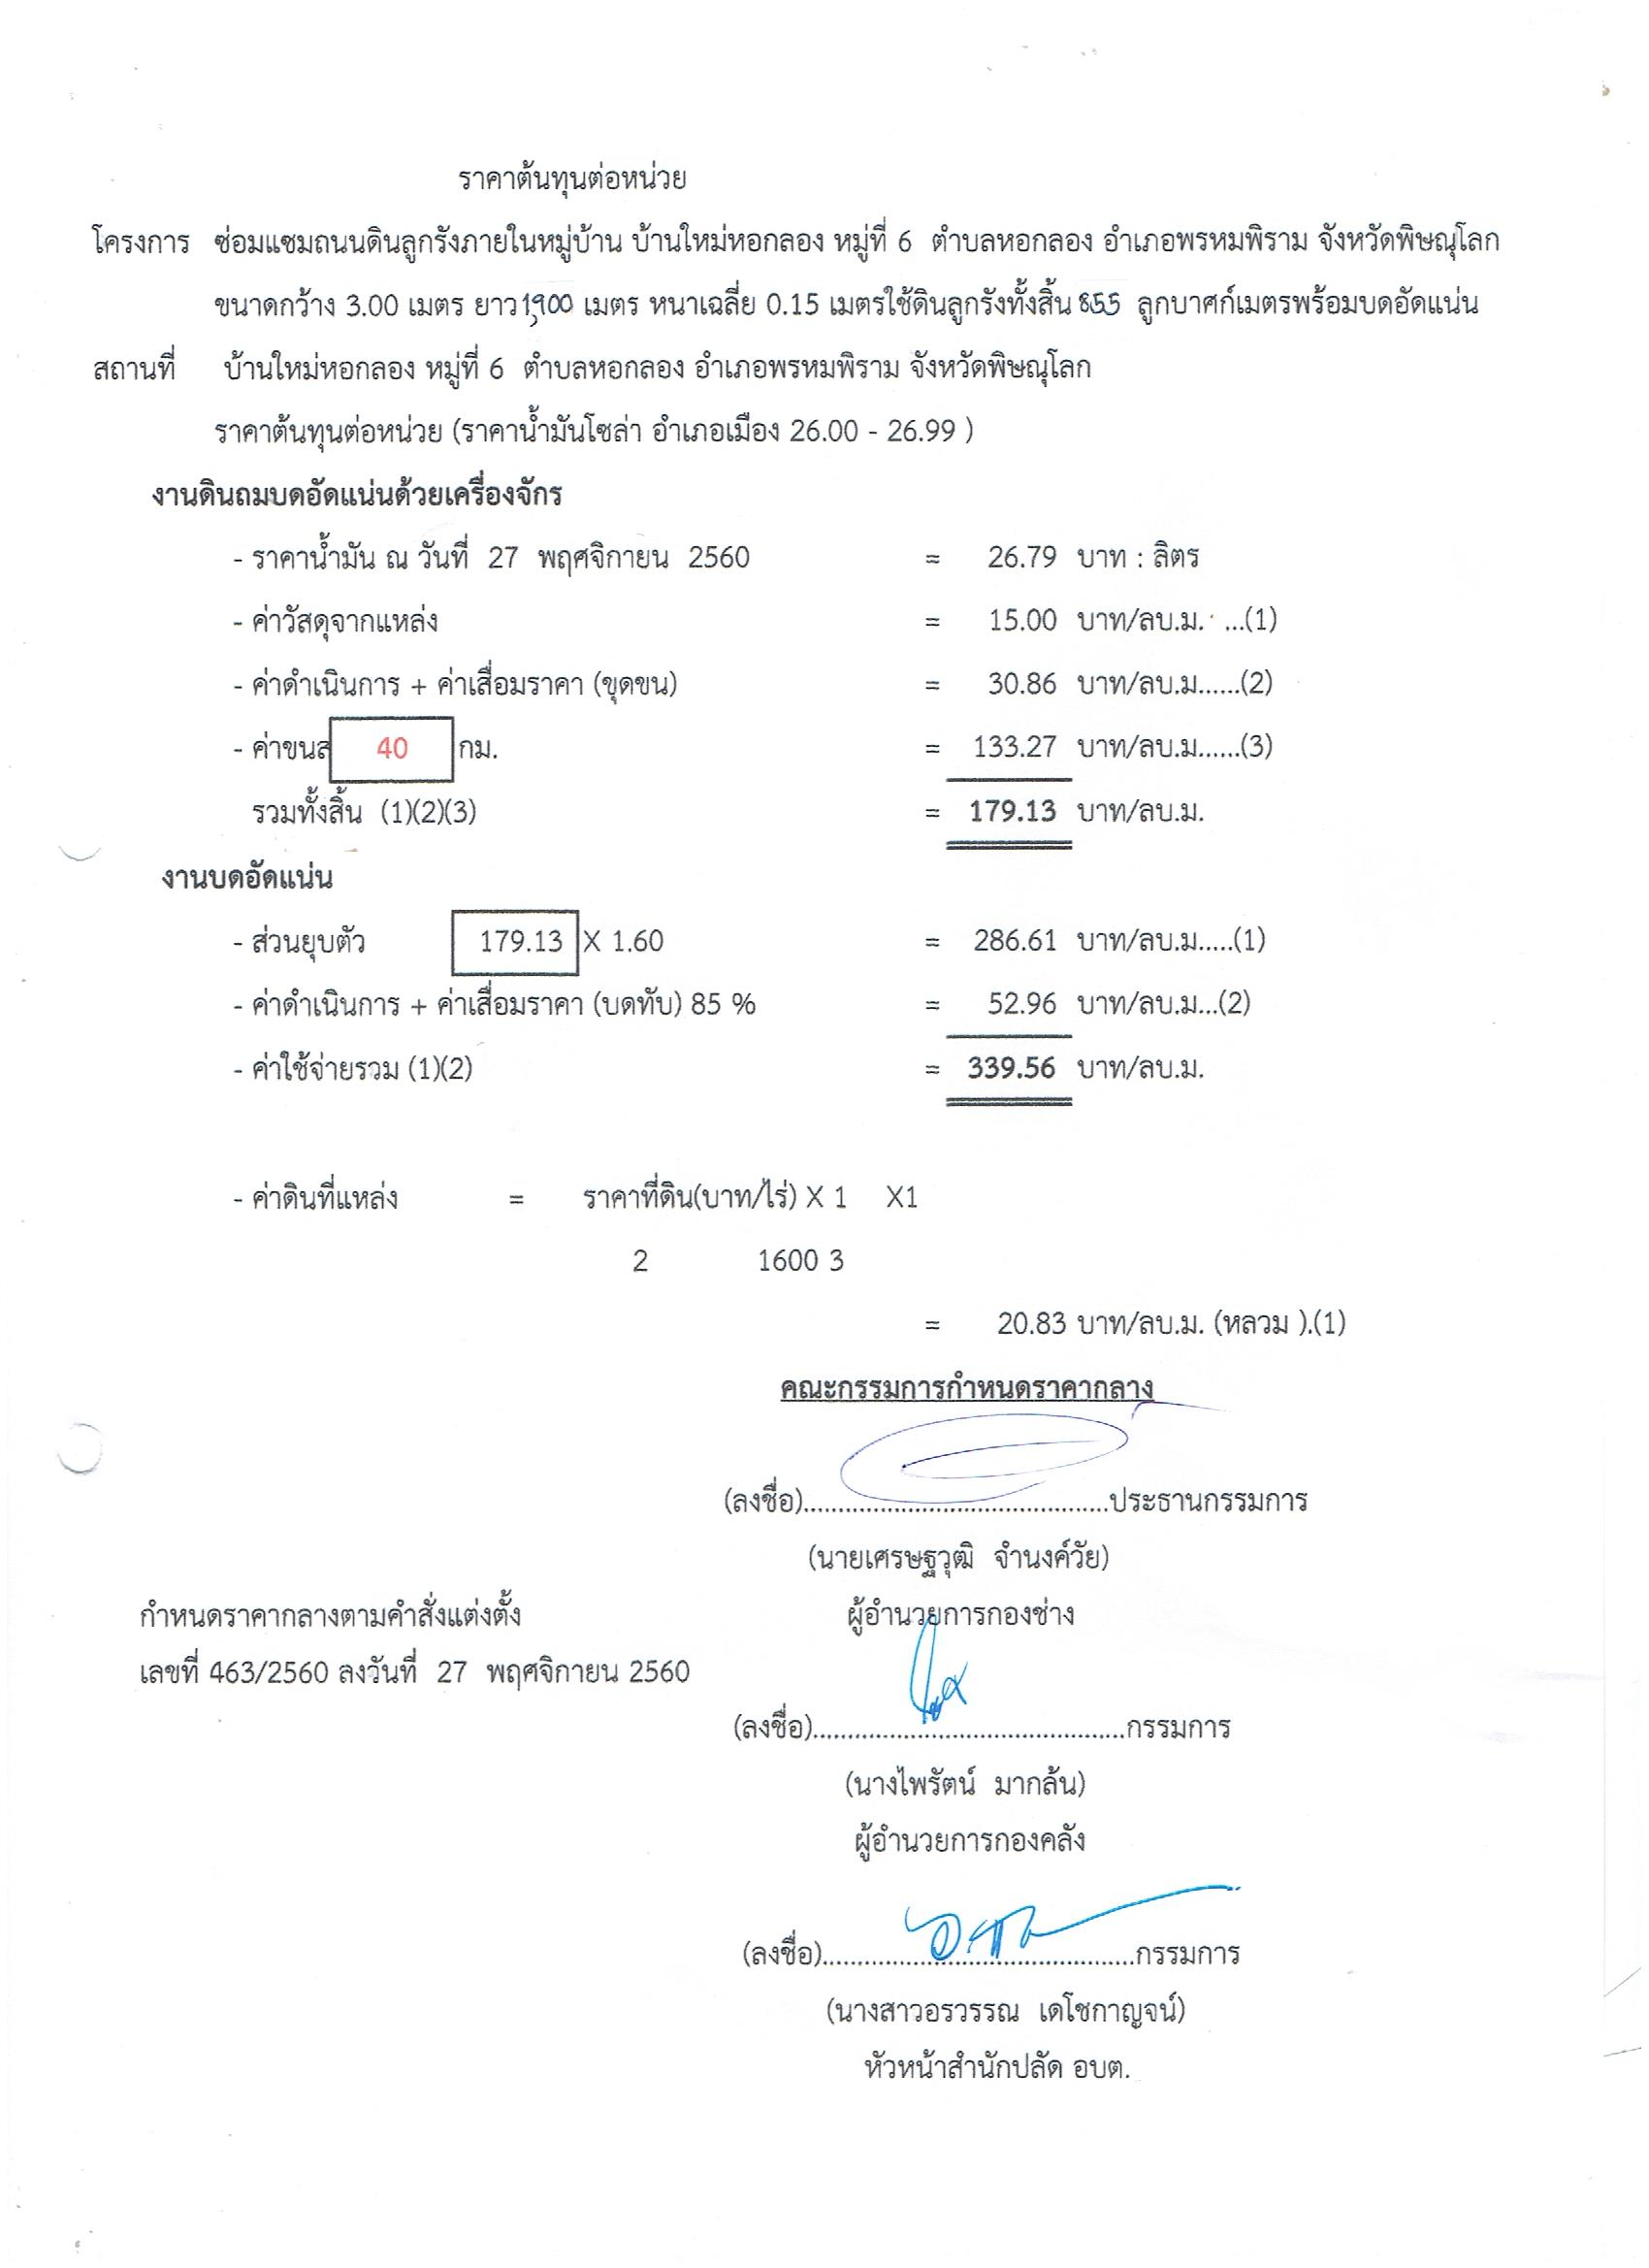 ราคาต้นทุนต่อหน่วย
โครงการ ซ่อมแซมถนนดินลูกรังภายในหมู่บ้าน บ้านใหม่หอกลอง หมู่ที่ 6 ตำบลหอกลอง อำเภอพรหมพิราม จังหวัดพิษณุโลก
ขนาดกว้าง 3.00 เมตร ยาว 1,900 เมตร หนาเฉลี่ย 0.15 เมตรใช้ดินลูกรังทั้งสิ้น 855 ลูกบาศก์เมตรพร้อมบดอัดแน่น
สถานที่ บ้านใหม่หอกลอง หมู่ที่ 6 ตำบลหอกลอง อำเภอพรหมพิราม จังหวัดพิษณุโลก
ราคาต้นทุนต่อหน่วย (ราคาน้ำมันโซล่า อำเภอเมือง 26.00 - 26.99 )
งานดินถมบดอัดแน่นด้วยเครื่องจักร
- ราคาน้ำมัน ณ วันที่ 27 พฤศจิกายน 2560 = 26.79 บาท : ลิตร
- ค่าวัสดุจากแหล่ง = 15.00 บาท/ลบ.ม. ...(1)
- ค่าดำเนินการ + ค่าเสื่อมราคา (ขุดขน) = 30.86 บาท/ลบ.ม......(2)
- ค่าขนส 40 กม. = 133.27 บาท/ลบ.ม......(3)
รวมทั้งสิ้น (1)(2)(3) = 179.13 บาท/ลบ.ม.
งานบดอัดแน่น
- ส่วนยุบตัว 179.13 X 1.60 = 286.61 บาท/ลบ.ม.....(1)
- ค่าดำเนินการ + ค่าเสื่อมราคา (บดทับ) 85 % = 52.96 บาท/ลบ.ม...(2)
- ค่าใช้จ่ายรวม (1)(2) = 339.56 บาท/ลบ.ม.
- ค่าดินที่แหล่ง = ราคาที่ดิน(บาท/ไร่) X 1 X1
2 1600 3
= 20.83 บาท/ลบ.ม. (หลวม ).(1)
คณะกรรมการกำหนดราคากลาง
(ลงชื่อ)..........................................ประธานกรรมการ
(นายเศรษฐวุฒิ จำนงค์วัย)
ผู้อำนวยการกองช่าง
กำหนดราคากลางตามคำสั่งแต่งตั้ง
เลขที่ 463/2560 ลงวันที่ 27 พฤศจิกายน 2560
(ลงชื่อ)...........................................กรรมการ
(นางไพรัตน์ มากล้น)
ผู้อำนวยการกองคลัง
(ลงชื่อ)...........................................กรรมการ
(นางสาวอรวรรณ เดโชกาญจน์)
หัวหน้าสำนักปลัด อบต.